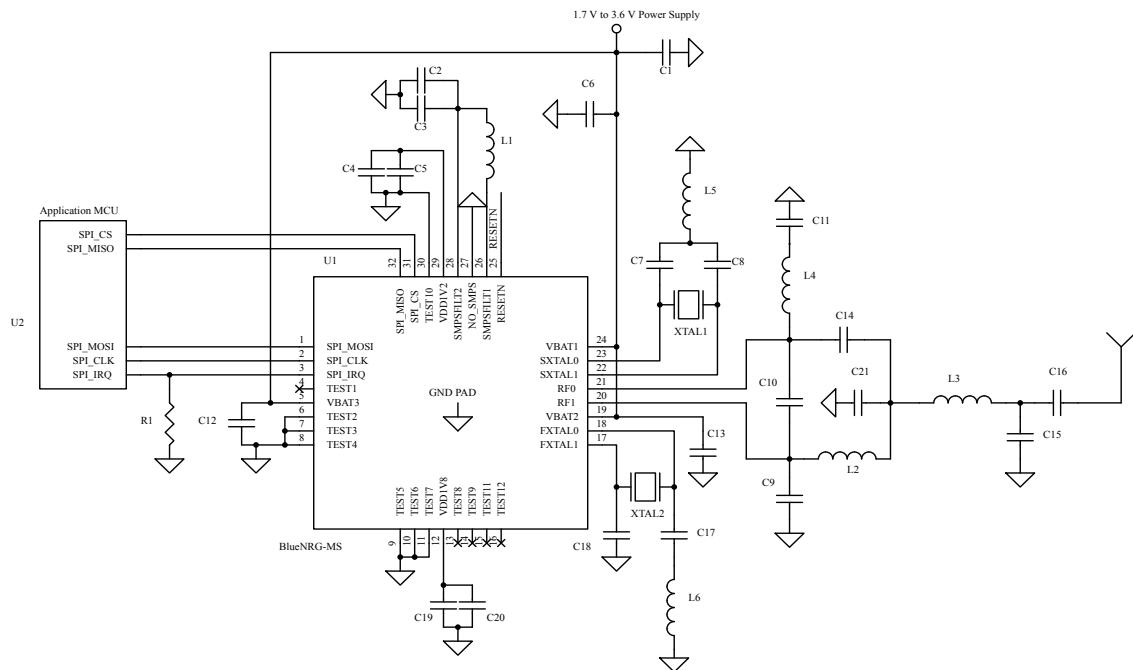 1.7 V to 3.6 V Power Supply
C1
C2
C3
C6
L1
C4
C5
L5
C11
Application MCU
SPI_CS
SPI_MISO
RESETN
C7
C8
L4
U1
32
31
30
29
28
27
26
25
SPI_MISO
SPI_CS
TEST10
VDD1V2
SMPSFILT2
NO_SMPS
SMPSFILT1
RESETN
XTAL1
C14
U2
SPI_MOSI
SPI_CLK
SPI_IRQ
1
2
3
4
5
6
7
8
SPI_MOSI
SPI_CLK
SPI_IRQ
TEST1
VBAT3
TEST2
TEST3
TEST4
GND PAD
VBAT1
SXTAL0
SXTAL1
RF0
RF1
VBAT2
FXTAL0
FXTAL1
24
23
22
21
20
19
18
17
C10
C21
L3
C16
R1
C12
C13
C15
L2
C9
TEST5
TEST6
TEST7
VDD1V8
TEST8
TEST9
TEST11
TEST12
9
10
11
12
13
14
15
16
XTAL2
BlueNRG-MS
C18
C17
L6
C19
C20